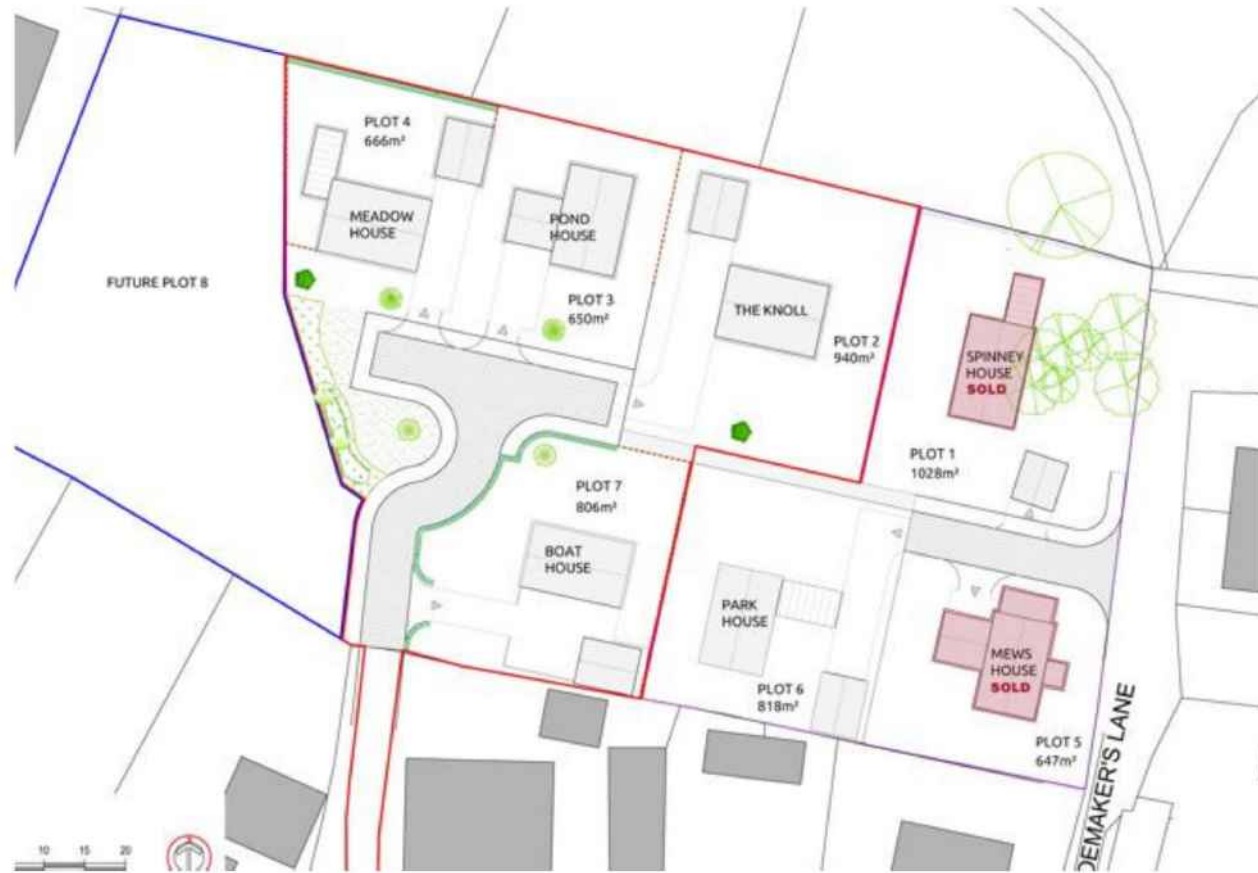 PLOT 4
666m²
MEADOW
HOUSE
POND
HOUSE
PLOT 3
650m²
FUTURE PLOT 8
THE KNOLL
PLOT 2
940m²
SPINNEY
HOUSE
SOLD
PLOT 1
1028m²
PLOT 7
806m²
BOAT
HOUSE
PARK
HOUSE
PLOT 6
818m²
MEWS
HOUSE
SOLD
PLOT 5
647m²
DEMAKER'S LANE
10 15 20